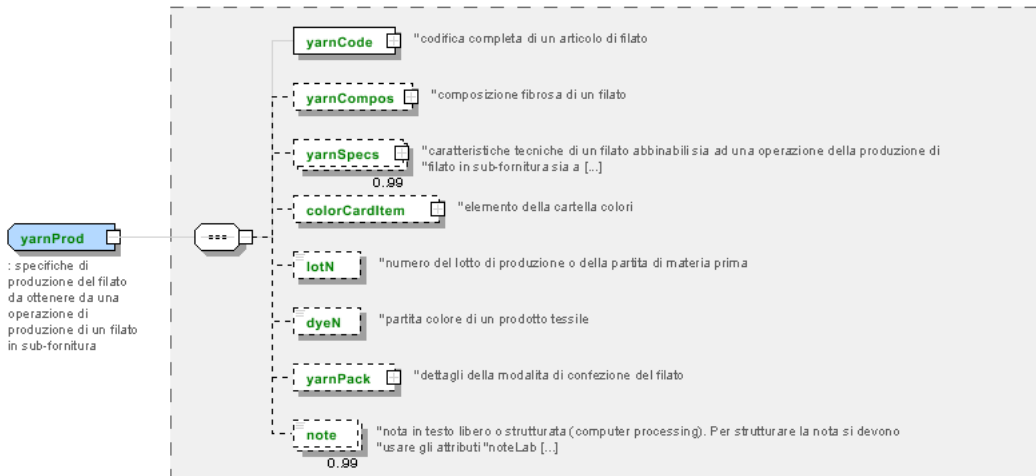 yarnCode
"codifica completa di un articolo di filato
yarnCompos
"composizione fibrosa di un filato
yarnSpecs
"caratteristiche tecniche di un filato abbinabili sia ad una operazione della produzione di
"filato in sub-fornitura sia a [...]
0..99
colorCardItem
"elemento della cartella colori
yarnProd
: specifiche di
produzione del filato
da ottenere da una
operazione di
produzione di un filato
in sub-fornitura
lotN
"numero del lotto di produzione o della partita di materia prima
dyeN
"partita colore di un prodotto tessile
yarnPack
"dettagli della modalita di confezione del filato
note
"nota in testo libero o strutturata (computer processing). Per strutturare la nota si devono
"usare gli attributi "noteLab [...]
0..99